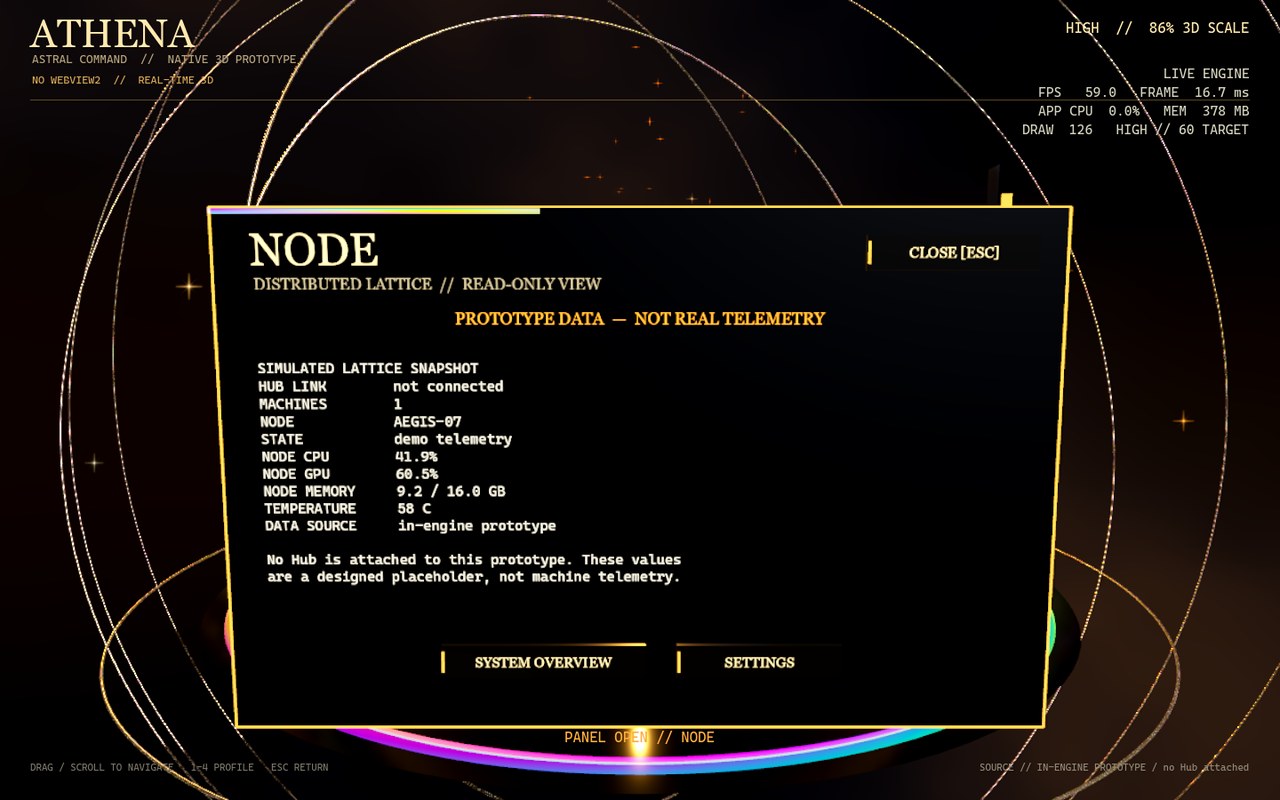 ATHENA
ASTRAL COMMAND // NATIVE 3D PROTOTYPE
NO WEBVIEW2 // REAL-TIME 3D
HIGH // 86% 3D SCALE
LIVE ENGINE
FPS 59.0 FRAME 16.7 ms
APP CPU 0.0% MEM 378 MB
DRAW 126 HIGH // 60 TARGET
NODE
CLOSE [ESC]
DISTRIBUTED LATTICE // READ-ONLY VIEW
PROTOTYPE DATA — NOT REAL TELEMETRY
SIMULATED LATTICE SNAPSHOT
HUB LINK not connected
MACHINES 1
NODE AEGIS-07
STATE demo telemetry
NODE CPU 41.9%
NODE GPU 60.5%
NODE MEMORY 9.2 / 16.0 GB
TEMPERATURE 58 C
DATA SOURCE in-engine prototype
No Hub is attached to this prototype. These values
are a designed placeholder, not machine telemetry.
SYSTEM OVERVIEW
SETTINGS
PANEL OPEN // NODE
DRAG / SCROLL TO NAVIGATE 1-4 PROFILE ESC RETURN
SOURCE // IN-ENGINE PROTOTYPE / no Hub attached